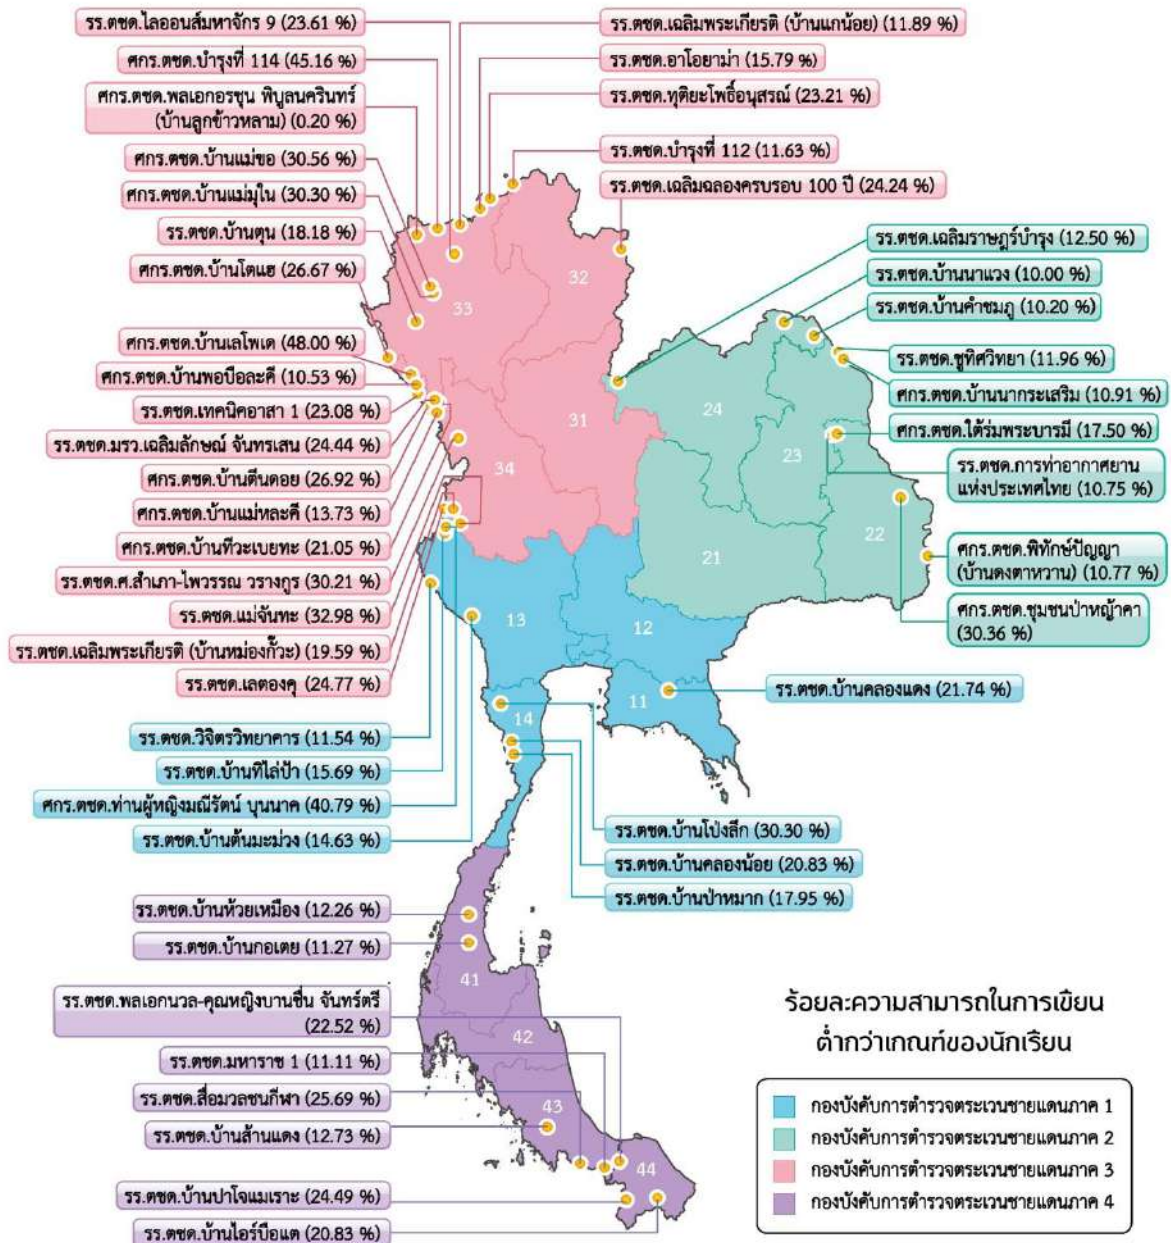 รร.ตชด.ไลออนส์มหาจักร 9 (23.61 %)
ศกร.ตชด.บำรุงที่ 114 (45.16 %)
ศกร.ตชด.พลเอกอรชุน พิบูลนครินทร์
(บ้านลูกข้าวหลาม) (0.20 %)
ศกร.ตชด.บ้านแม่ขอ (30.56 %)
ศกร.ตชด.บ้านแม่มุใน (30.30 %)
รร.ตชด.บ้านตุน (18.18 %)
ศกร.ตชด.บ้านโตแฮ (26.67 %)
ศกร.ตชด.บ้านเลโพเด (48.00 %)
ศกร.ตชด.บ้านพอบือละคี (10.53 %)
รร.ตชด.เทคนิคอาสา 1 (23.08 %)
รร.ตชด.มรว.เฉลิมลักษณ์ จันทรเสน (24.44 %)
ศกร.ตชด.บ้านตีนดอย (26.92 %)
ศกร.ตชด.บ้านแม่หละคี (13.73 %)
ศกร.ตชด.บ้านทีวะเบยทะ (21.05 %)
รร.ตชด.ศ.สำเภา-ไพวรรณ วรางกูร (30.21 %)
รร.ตชด.แม่จันทะ (32.98 %)
รร.ตชด.เฉลิมพระเกียรติ (บ้านหม่องกั๊วะ) (19.59 %)
รร.ตชด.เลตองคุ (24.77 %)
รร.ตชด.วิจิตรวิทยาคาร (11.54 %)
รร.ตชด.บ้านทิไล่ป้า (15.69 %)
ศกร.ตชด.ท่านผู้หญิงมณีรัตน์ บุนนาค (40.79 %)
รร.ตชด.บ้านต้นมะม่วง (14.63 %)
รร.ตชด.บ้านห้วยเหมือง (12.26 %)
รร.ตชด.บ้านกอเตย (11.27 %)
รร.ตชด.พลเอกนวล-คุณหญิงบานชื่น จันทร์ตรี
(22.52 %)
รร.ตชด.มหาราช 1 (11.11 %)
รร.ตชด.สื่อมวลชนกีฬา (25.69 %)
รร.ตชด.บ้านส้านแดง (12.73 %)
รร.ตชด.บ้านปาโจแมเราะ (24.49 %)
รร.ตชด.บ้านไอร์บือแต (20.83 %)
รร.ตชด.เฉลิมพระเกียรติ (บ้านแกน้อย) (11.89 %)
รร.ตชด.อาโอยาม่า (15.79 %)
รร.ตชด.ทุติยะโพธิ์อนุสรณ์ (23.21 %)
รร.ตชด.บำรุงที่ 112 (11.63 %)
รร.ตชด.เฉลิมฉลองครบรอบ 100 ปี (24.24 %)
รร.ตชด.เฉลิมราษฎร์บำรุง (12.50 %)
รร.ตชด.บ้านนาแวง (10.00 %)
รร.ตชด.บ้านคำชมภู (10.20 %)
รร.ตชด.ชูทิศวิทยา (11.96 %)
ศกร.ตชด.บ้านนากระเสริม (10.91 %)
ศกร.ตชด.ใต้ร่มพระบารมี (17.50 %)
รร.ตชด.การท่าอากาศยาน
แห่งประเทศไทย (10.75 %)
ศกร.ตชด.พิทักษ์ปัญญา
(บ้านดงตาหวาน) (10.77 %)
ศกร.ตชด.ชุมชนป่าหญ้าคา
(30.36 %)
รร.ตชด.บ้านคลองแดง (21.74 %)
รร.ตชด.บ้านโป่งลึก (30.30 %)
รร.ตชด.บ้านคลองน้อย (20.83 %)
รร.ตชด.บ้านป่าหมาก (17.95 %)
32
33
31
34
24
23
22
21
13
12
11
14
41
42
43
44
ร้อยละความสามารถในการเขียน
ต่ำกว่าเกณฑ์ของนักเรียน
กองบังคับการตำรวจตระเวนชายแดนภาค 1
กองบังคับการตำรวจตระเวนชายแดนภาค 2
กองบังคับการตำรวจตระเวนชายแดนภาค 3
กองบังคับการตำรวจตระเวนชายแดนภาค 4